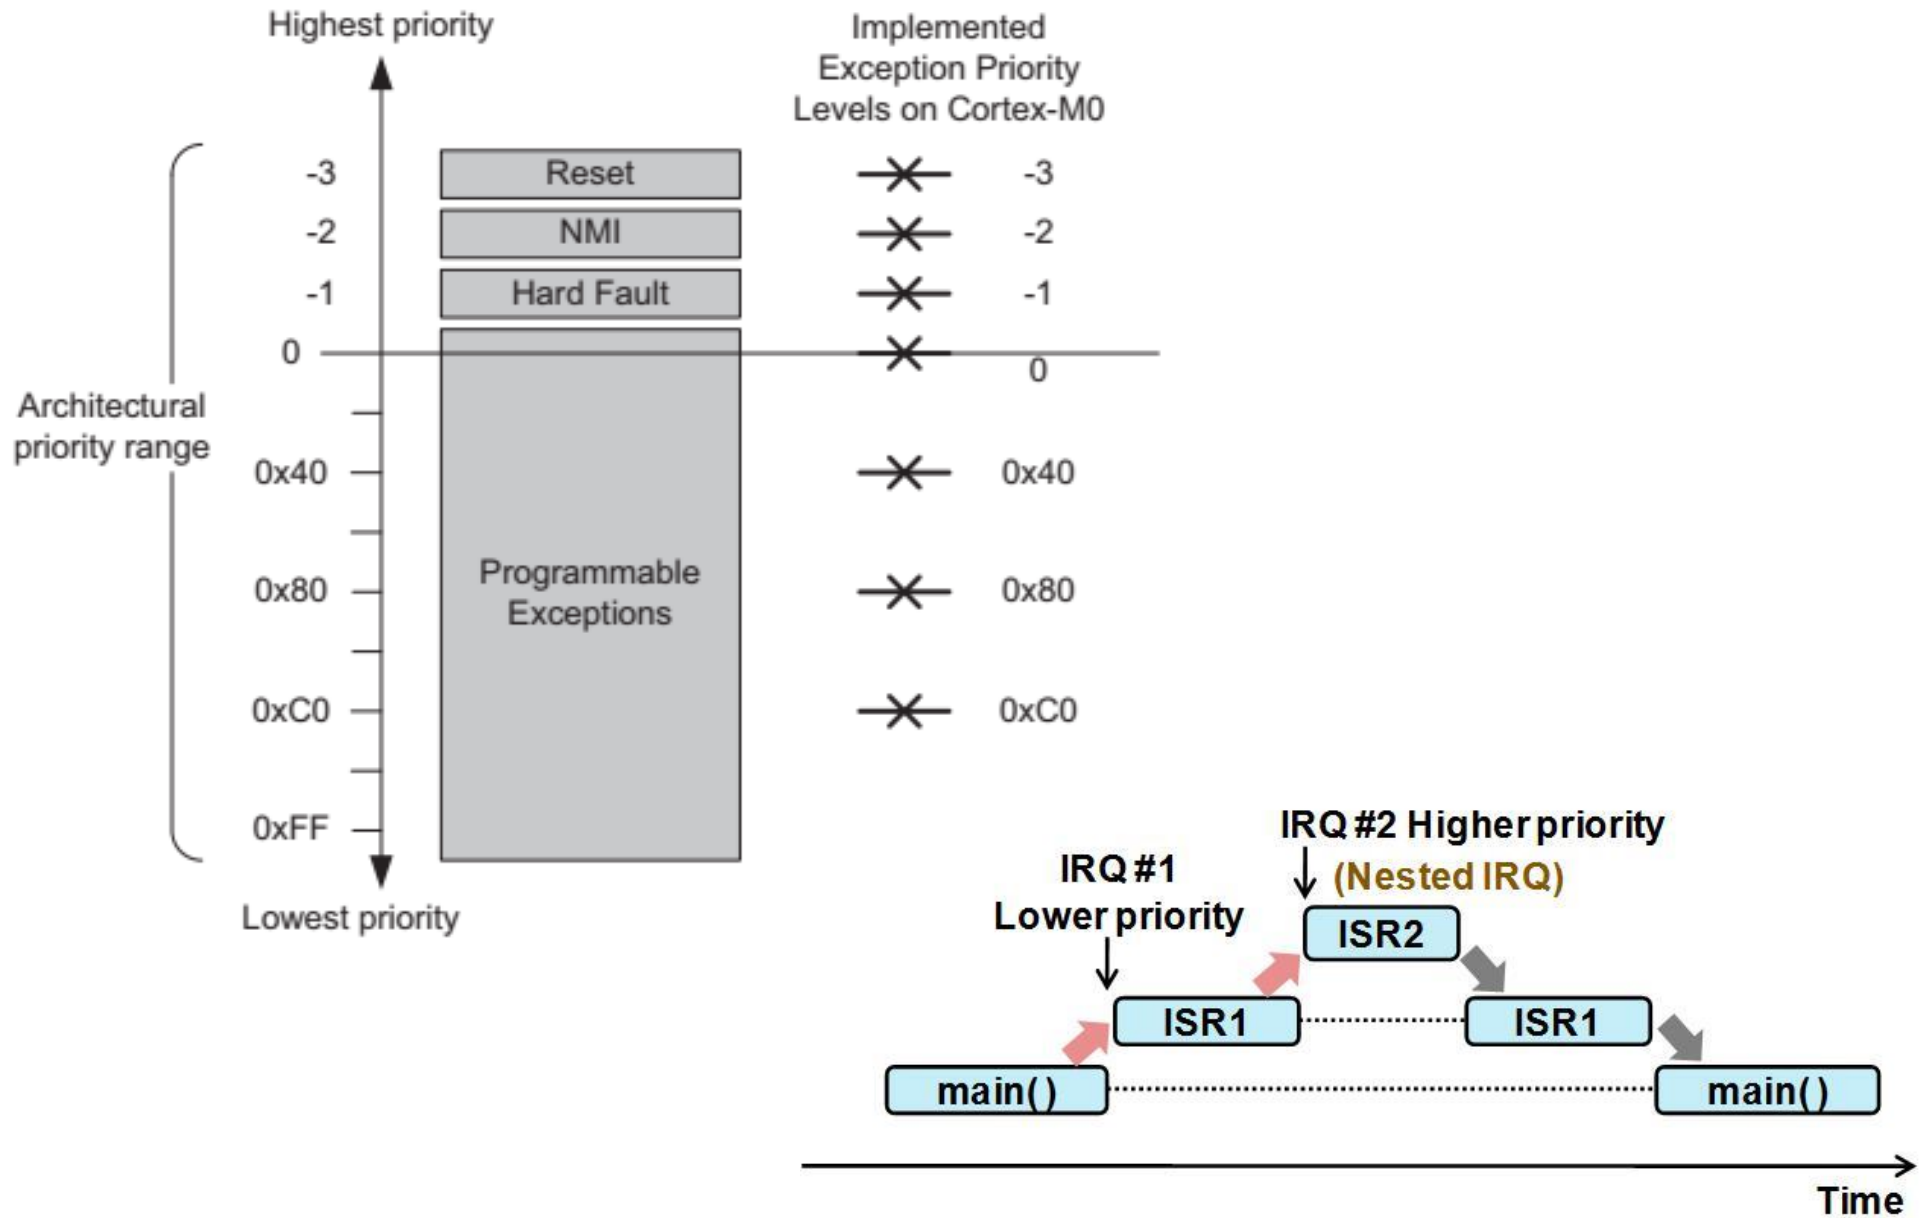 Highest priority
Implemented
Exception Priority
Levels on Cortex-M0
-3
Reset
-3
-2
NMI
-2
-1
Hard Fault
-1
0
0
Architectural
priority range
0x40
0x40
Programmable
Exceptions
0x80
0x80
0xC0
0xC0
0xFF
Lowest priority
IRQ #2 Higher priority
(Nested IRQ)
IRQ #1
Lower priority
ISR2
ISR1
ISR1
main()
main()
Time